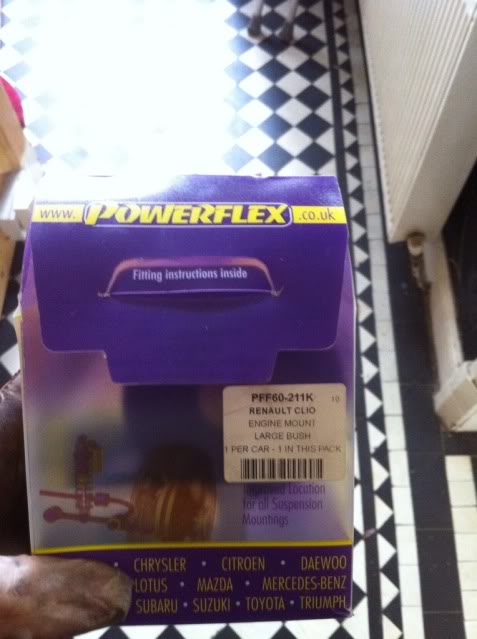 www. POWERFLEX .co.uk
Fitting instructions inside
PFF60-211K 10
RENAULT CLIO
ENGINE MOUNT
LARGE BUSH
1 PER CAR - 1 IN THIS PACK
Improved Location
for all Suspension
Mountings
• CHRYSLER • CITROEN • DAEWOO
LOTUS • MAZDA • MERCEDES-BENZ
SUBARU • SUZUKI • TOYOTA • TRIUMPH